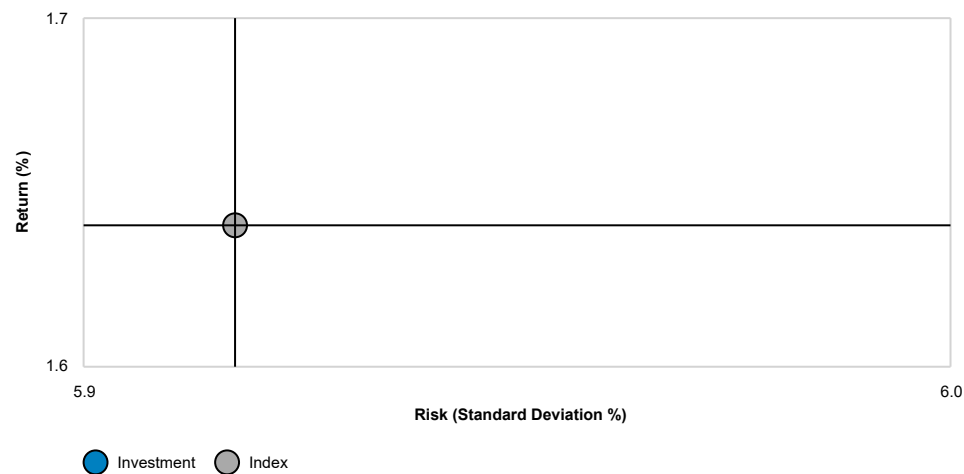 1.7
Return (%)
1.6
5.9 6.0
Risk (Standard Deviation %)
Investment Index